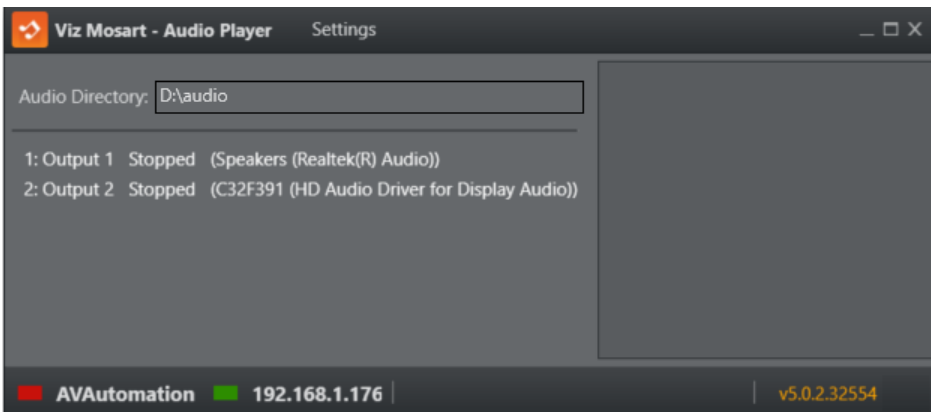 Viz Mosart - Audio Player Settings
Audio Directory: D:\audio
1: Output 1 Stopped (Speakers (Realtek(R) Audio))
2: Output 2 Stopped (C32F391 (HD Audio Driver for Display Audio))
AVAutomation 192.168.1.176 v5.0.2.32554